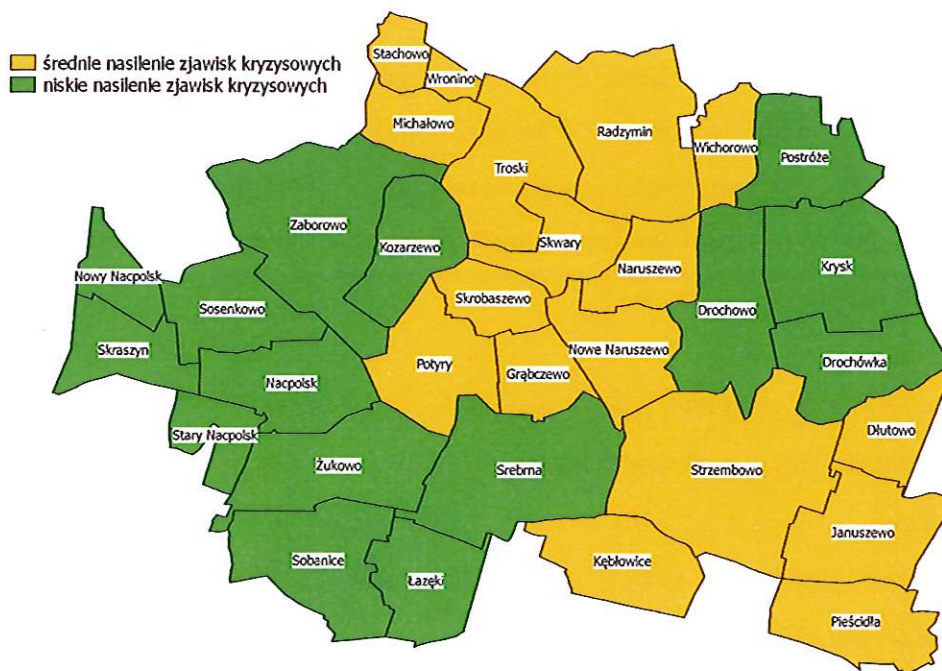 średnie nasilenie zjawisk kryzysowych
niskie nasilenie zjawisk kryzysowych
Stachowo
Wronino
Michałowo
Radzymin
Wichorowo
Postróże
Troski
Zaborowo
Kozarzewo
Skwary
Naruszewo
Krysk
Nowy Nacpolsk
Sosenkowo
Skrobaszewo
Drochowo
Skraszyn
Nowe Naruszewo
Drochówka
Potyry
Grąbczewo
Nacpolsk
Dłutowo
Stary Nacpolsk
Żukowo
Srebrna
Strzembowo
Januszewo
Sobanice
Łazęki
Kębłowice
Pieścidła